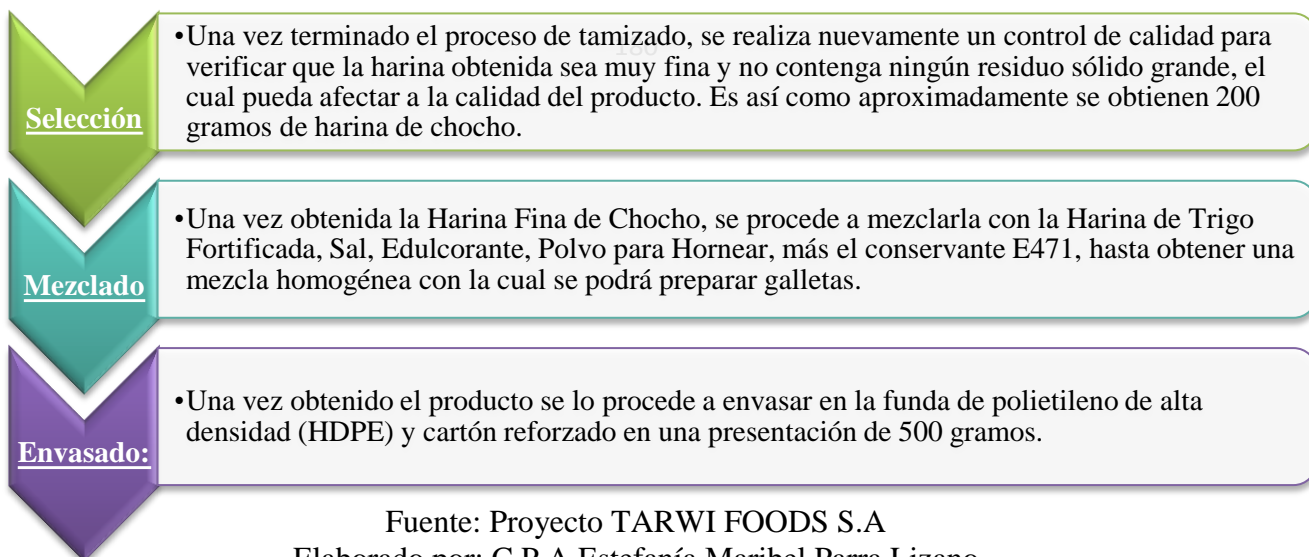 •Una vez terminado el proceso de tamizado, se realiza nuevamente un control de calidad para
verificar que la harina obtenida sea muy fina y no contenga ningún residuo sólido grande, el
cual pueda afectar a la calidad del producto. Es así como aproximadamente se obtienen 200
gramos de harina de chocho.
Selección
•Una vez obtenida la Harina Fina de Chocho, se procede a mezclarla con la Harina de Trigo
Fortificada, Sal, Edulcorante, Polvo para Hornear, más el conservante E471, hasta obtener una
mezcla homogénea con la cual se podrá preparar galletas.
Mezclado
•Una vez obtenido el producto se lo procede a envasar en la funda de polietileno de alta
densidad (HDPE) y cartón reforzado en una presentación de 500 gramos.
Envasado:
Fuente: Proyecto TARWI FOODS S.A
Elaborado por: C.P.A Estefanía Maribel Parra Lizano